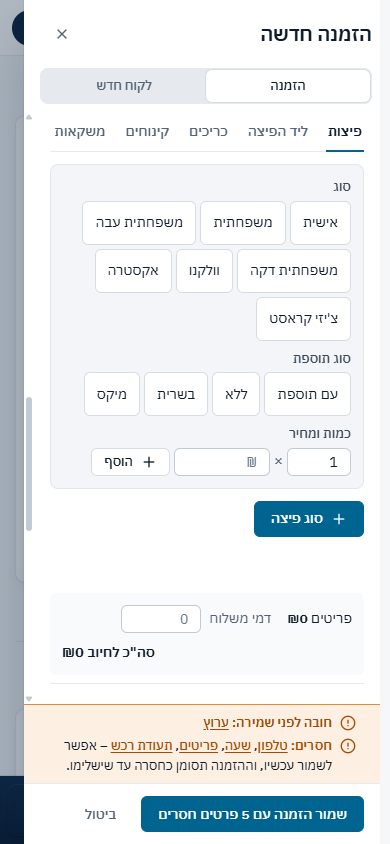 הזמנה חדשה ×
הזמנה לקוח חדש
פיצות ליד הפיצה כריכים קינוחים משקאות
סוג
אישית משפחתית משפחתית עבה
משפחתית דקה וולקנו אקסטרה
צ'יזי קראסט
סוג תוספת
עם תוספת ללא בשרית מיקס
כמות ומחיר
1 × ₪ + הוסף
+ סוג פיצה
פריטים ₪0 דמי משלוח 0
סה"כ לחיוב ₪0
חובה לפני שמירה: ערוץ
חסרים: טלפון, שעה, פריטים, תעודת רכש – אפשר
לשמור עכשיו, וההזמנה תסומן כחסרה עד שישלימו.
שמור הזמנה עם 5 פרטים חסרים ביטול